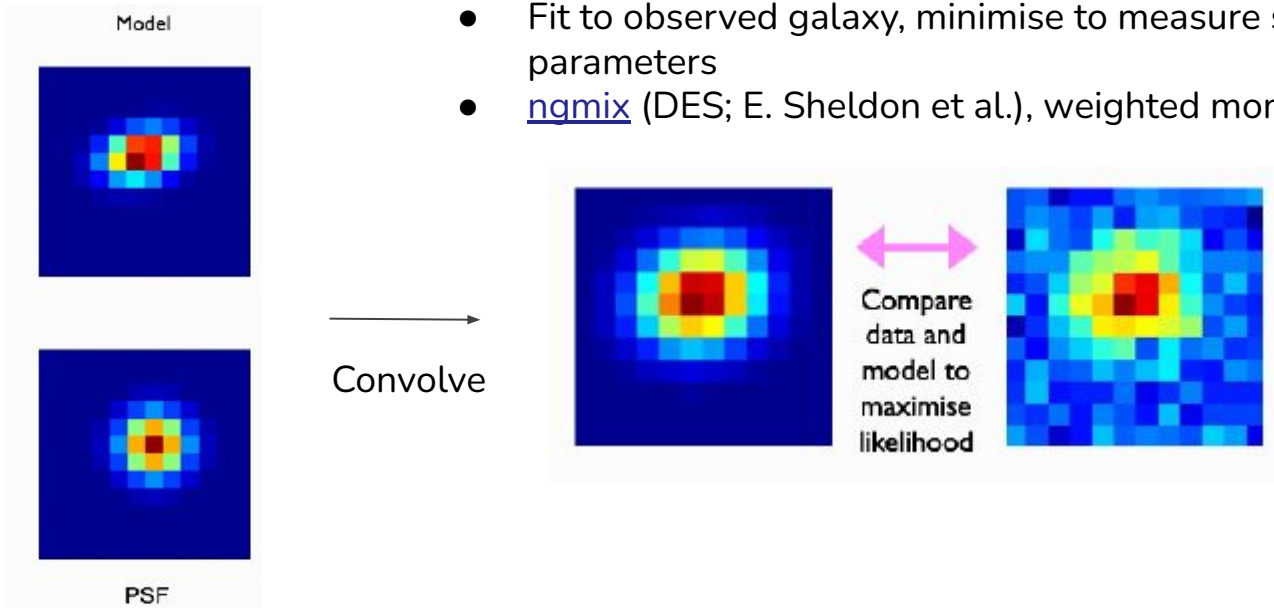 Model
● Fit to observed galaxy, minimise to measure
parameters
● ngmix (DES; E. Sheldon et al.), weighted
Convolve
Compare
data and
model to
maximise
likelihood
PSF